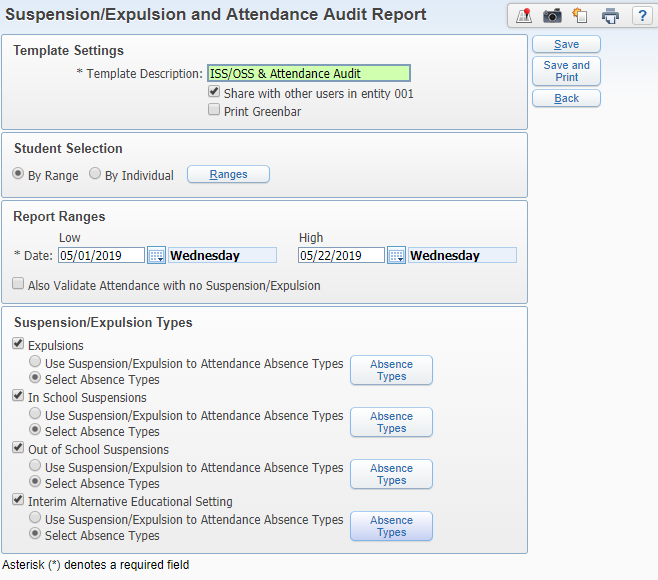 Suspension/Expulsion and Attendance Audit Report
?
Template Settings
* Template Description: ISS/OSS & Attendance Audit
Share with other users in entity 001
Print Greenbar
Save
Save and
Print
Back
Student Selection
By Range By Individual Ranges
Report Ranges
Low High
* Date: 05/01/2019 Wednesday 05/22/2019 Wednesday
Also Validate Attendance with no Suspension/Expulsion
Suspension/Expulsion Types
Expulsions
Use Suspension/Expulsion to Attendance Absence Types
Select Absence Types
Absence
Types
In School Suspensions
Use Suspension/Expulsion to Attendance Absence Types
Select Absence Types
Absence
Types
Out of School Suspensions
Use Suspension/Expulsion to Attendance Absence Types
Select Absence Types
Absence
Types
Interim Alternative Educational Setting
Use Suspension/Expulsion to Attendance Absence Types
Select Absence Types
Absence
Types
Asterisk (*) denotes a required field